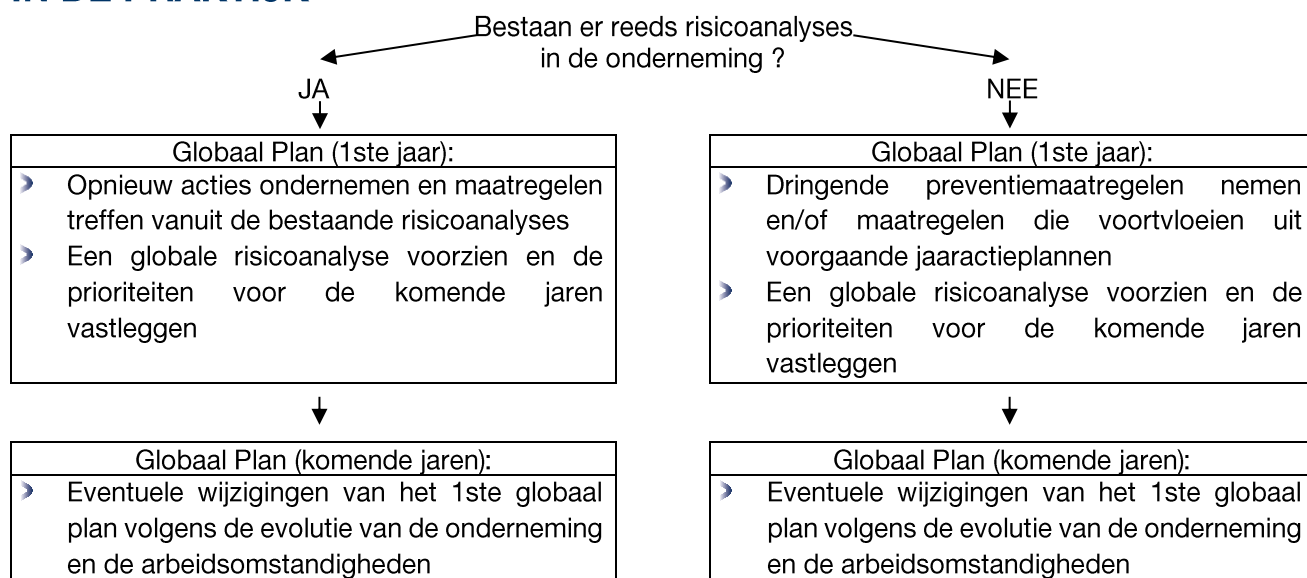 Bestaan er reeds risicoanalyses
in de onderneming ?
JA
NEE
Globaal Plan (1ste jaar):
Opnieuw acties ondernemen en maatregelen
treffen vanuit de bestaande risicoanalyses
Een globale risicoanalyse voorzien en de
prioriteiten voor de komende jaren
vastleggen
Globaal Plan (1ste jaar):
Dringende preventiemaatregelen nemen
en/of maatregelen die voortvloeien uit
voorgaande jaaractieplannen
Een globale risicoanalyse voorzien en de
prioriteiten voor de komende jaren
vastleggen
Globaal Plan (komende jaren):
Eventuele wijzigingen van het 1ste globaal
plan volgens de evolutie van de onderneming
en de arbeidsomstandigheden
Globaal Plan (komende jaren):
Eventuele wijzigingen van het 1ste globaal
plan volgens de evolutie van de onderneming
en de arbeidsomstandigheden